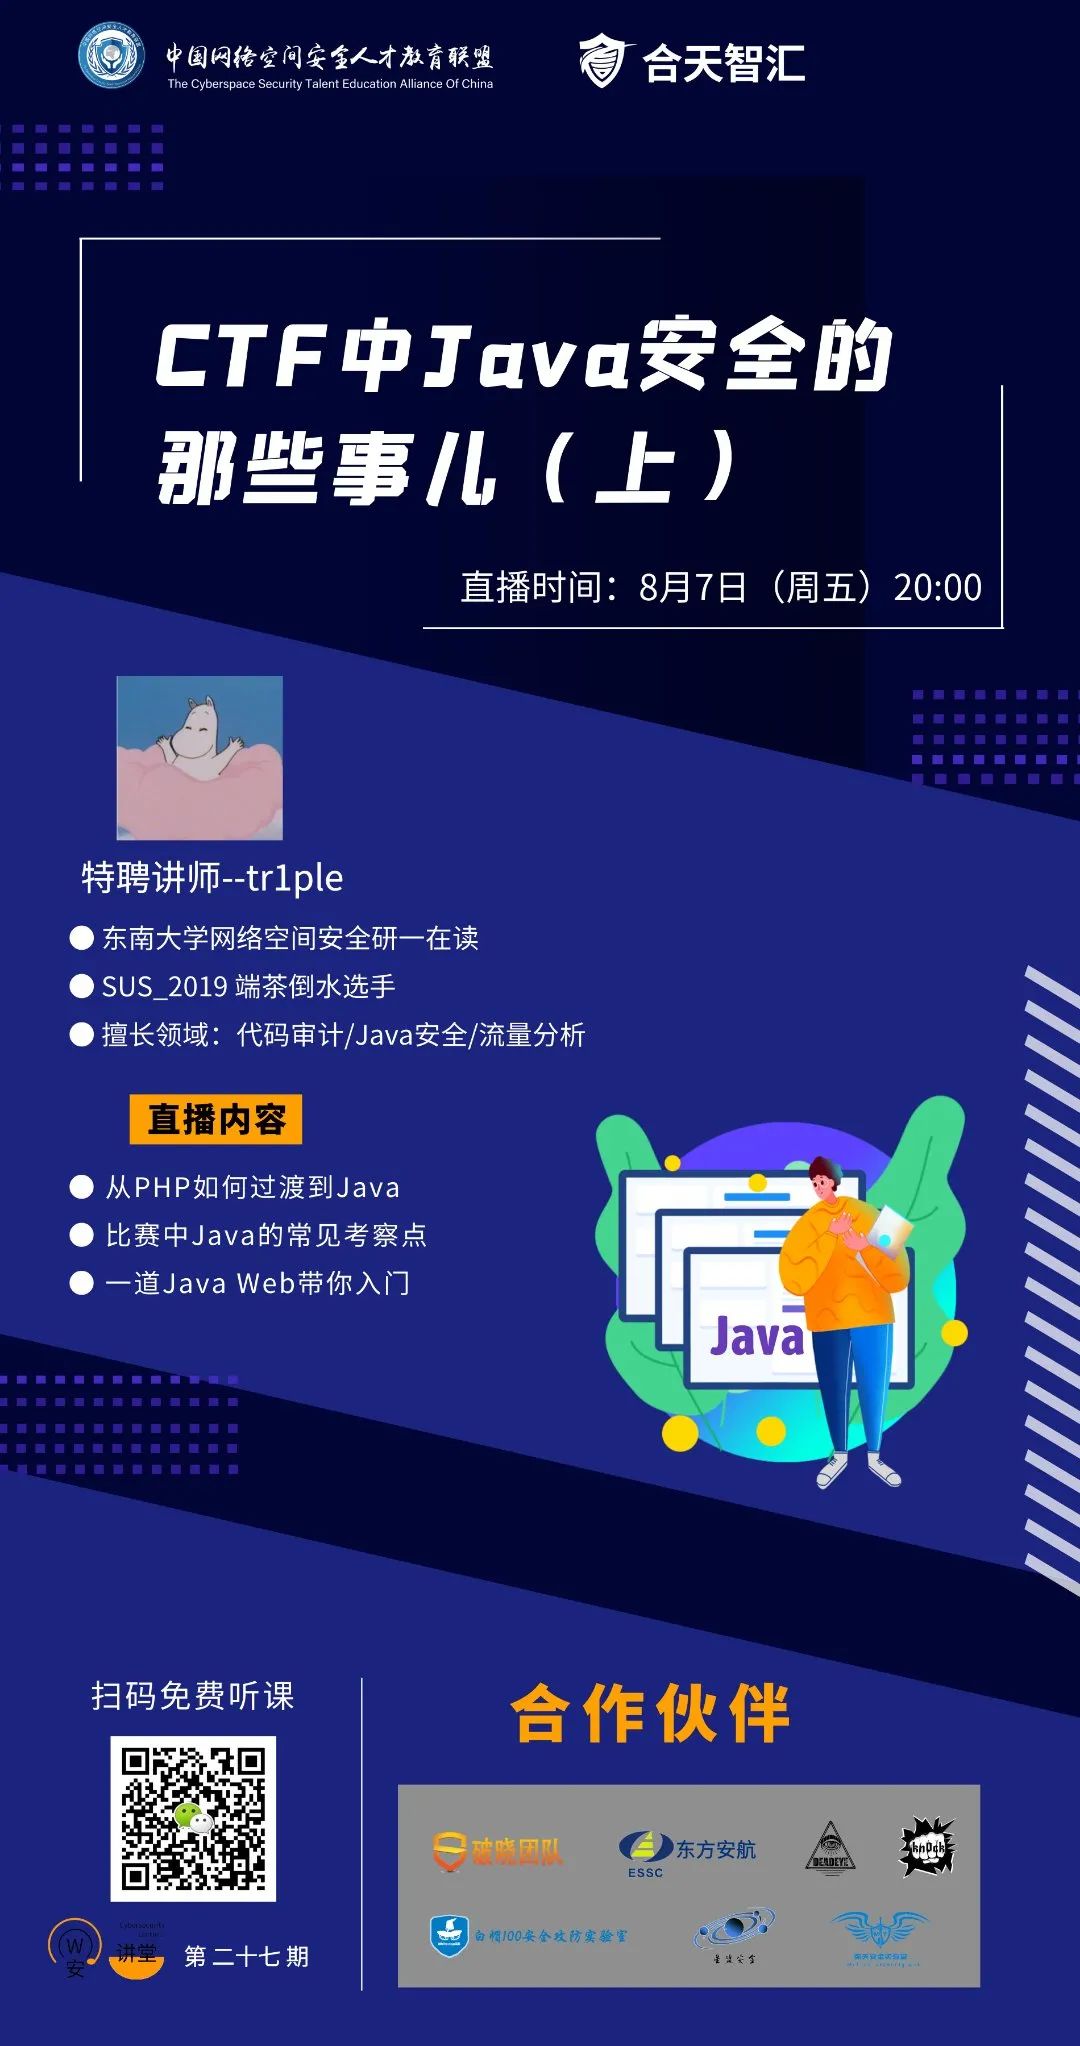 中国网络空间安全人才教育联盟
The Cyberspace Security Talent Education Alliance Of China
合天智汇
CTF中Java安全的
那些事儿（上）
直播时间：8月7日（周五）20:00
特聘讲师--tr1ple
● 东南大学网络空间安全研一在读
● SUS_2019 端茶倒水选手
● 擅长领域：代码审计/Java安全/流量分析
直播内容
● 从PHP如何过渡到Java
● 比赛中Java的常见考察点
● 一道Java Web带你入门
Java
扫码免费听课
W
安
Cybersecurity
讲堂
第 二十七 期
合作伙伴
破晓团队
东方安航
ESSC
DEADEYE
kn0ck
白帽100安全攻防实验室
星盟安全